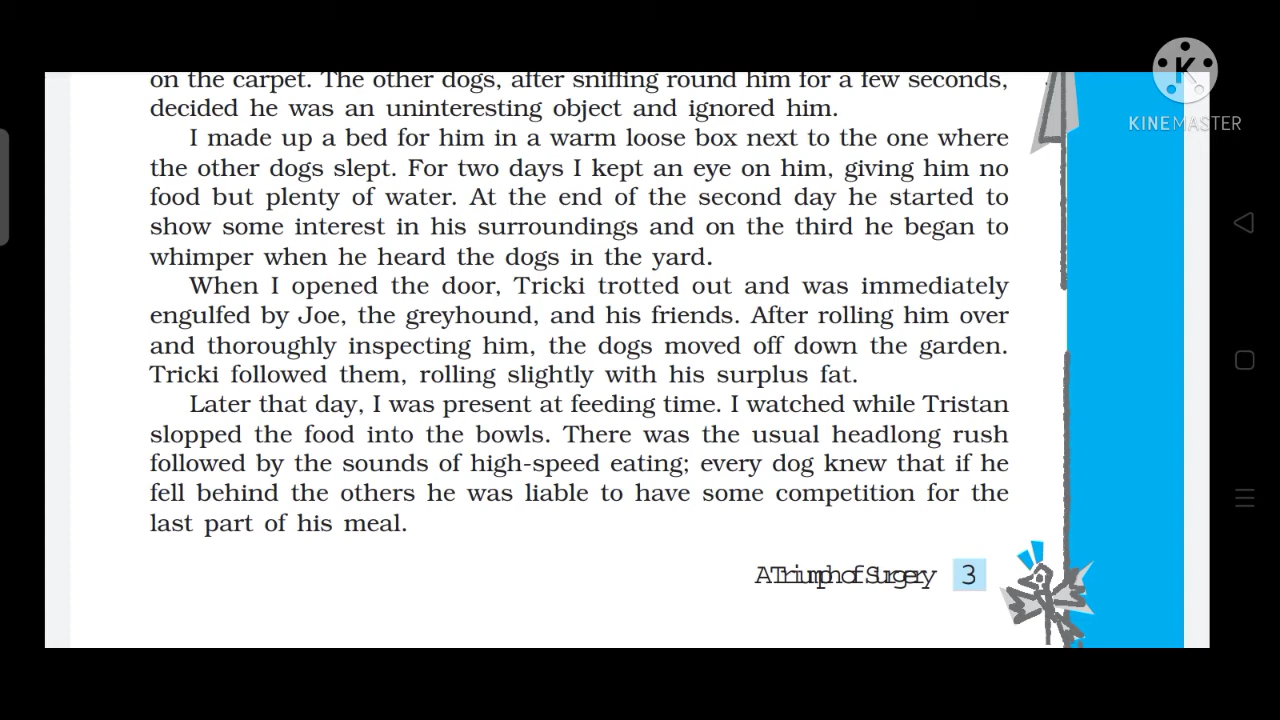 on the carpet. The other dogs, after sniffing round him for a few seconds,
decided he was an uninteresting object and ignored him.
I made up a bed for him in a warm loose box next to the one where
the other dogs slept. For two days I kept an eye on him, giving him no
food but plenty of water. At the end of the second day he started to
show some interest in his surroundings and on the third he began to
whimper when he heard the dogs in the yard.
When I opened the door, Tricki trotted out and was immediately
engulfed by Joe, the greyhound, and his friends. After rolling him over
and thoroughly inspecting him, the dogs moved off down the garden.
Tricki followed them, rolling slightly with his surplus fat.
Later that day, I was present at feeding time. I watched while Tristan
slopped the food into the bowls. There was the usual headlong rush
followed by the sounds of high-speed eating; every dog knew that if he
fell behind the others he was liable to have some competition for the
last part of his meal.
A Triumph of Surgery 3
K
KINEMASTER